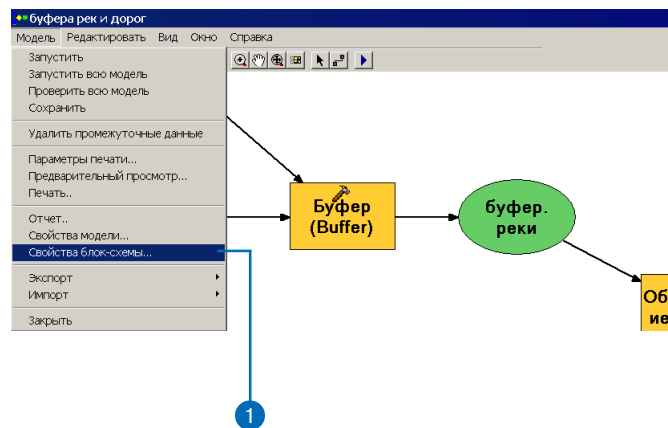 буфера рек и дорог
Модель Редактировать Вид Окно Справка
Запустить
Запустить всю модель
Проверить всю модель
Сохранить
Удалить промежуточные данные
Параметры печати...
Предварительный просмотр...
Печать..
Отчет..
Свойства модели...
Свойства блок-схемы...
Экспорт
Импорт
Закрыть
Буфер
(Buffer)
буфер.
реки
Об
ие
1